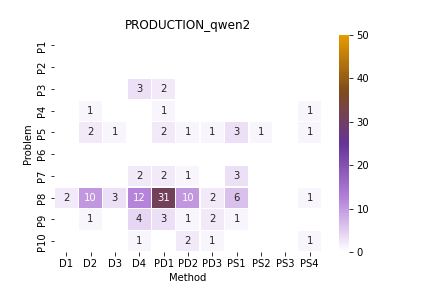 PRODUCTION_qwen2
50
P1
P2
40
P3 3 2
P4 1 1 1
30
P5 2 1 2 1 1 3 1 1
Problem
P6
20
P7 2 2 1 3
P8 2 10 3 12 31 10 2 6 1
10
P9 1 4 3 1 2 1
P10 1 2 1 1
0
D1 D2 D3 D4 PD1 PD2 PD3 PS1 PS2 PS3 PS4
Method